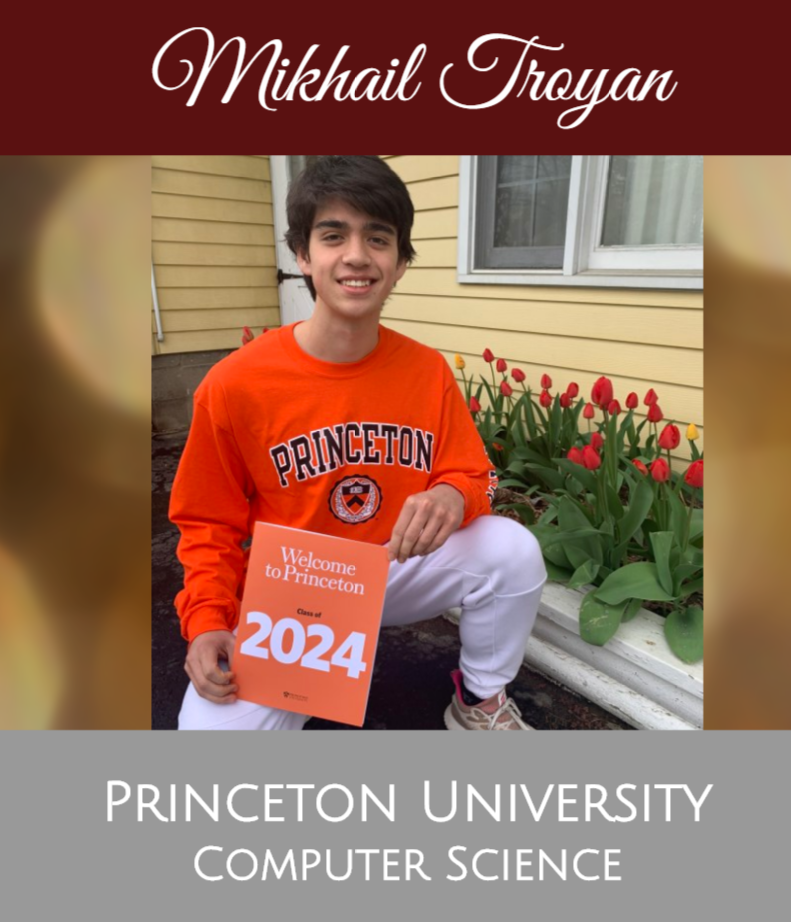 Mikhail Troyan
PRINCETON
Welcome
to Princeton
Class of
2024
PRINCETON UNIVERSITY
COMPUTER SCIENCE